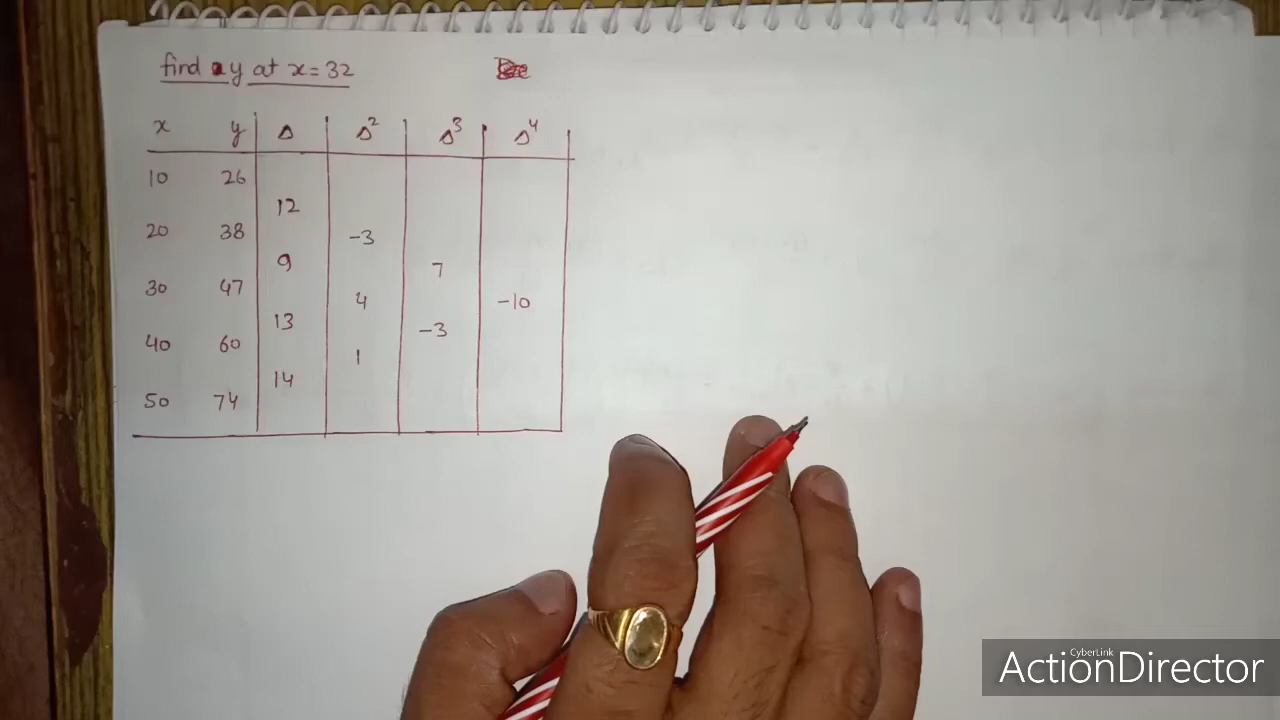 find y at x=32
x y Δ Δ² Δ³ Δ⁴
10 26
12
20 38 -3
9 7
30 47 4 -10
13 -3
40 60 1
14
50 74
CyberLink
ActionDirector